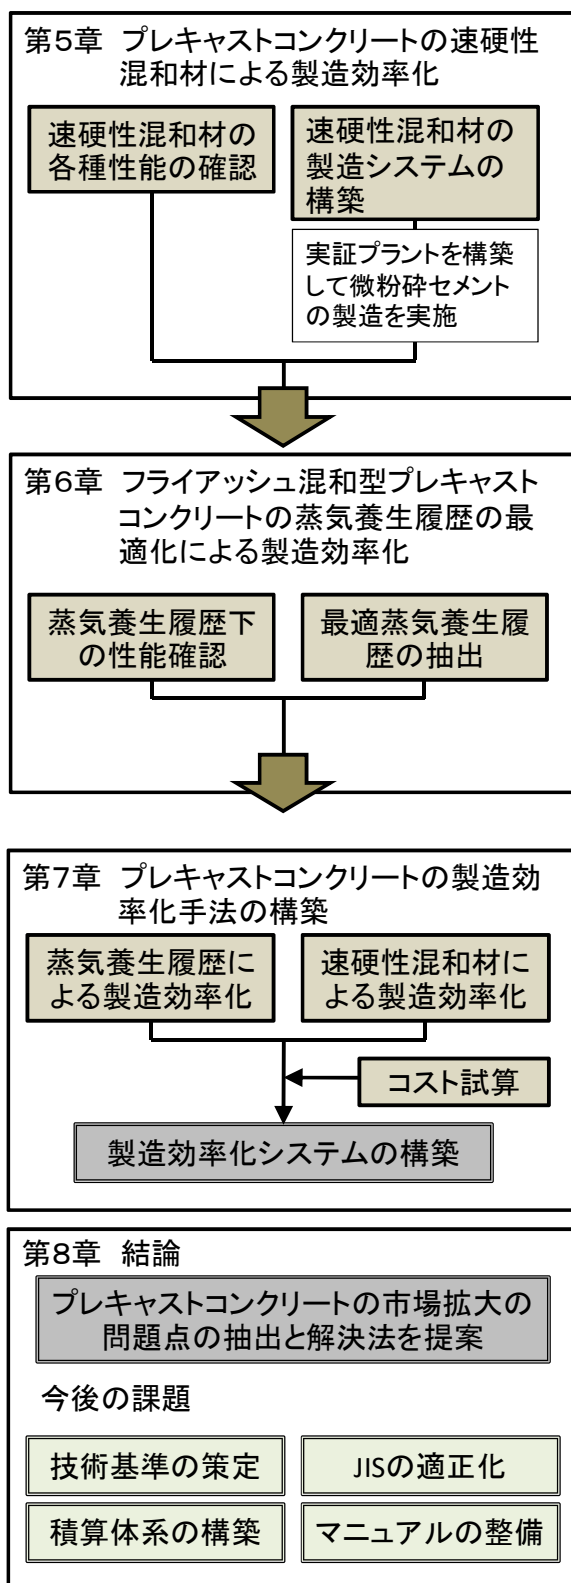 第5章 プレキャストコンクリートの速硬性
混和材による製造効率化
速硬性混和材の
各種性能の確認
速硬性混和材の
製造システムの
構築
実証プラントを構築
して微粉砕セメント
の製造を実施
第6章 フライアッシュ混和型プレキャスト
コンクリートの蒸気養生履歴の最
適化による製造効率化
蒸気養生履歴下
の性能確認
最適蒸気養生履
歴の抽出
第7章 プレキャストコンクリートの製造効
率化手法の構築
蒸気養生履歴に
よる製造効率化
速硬性混和材に
よる製造効率化
コスト試算
製造効率化システムの構築
第8章 結論
プレキャストコンクリートの市場拡大の
問題点の抽出と解決法を提案
今後の課題
技術基準の策定
JISの適正化
積算体系の構築
マニュアルの整備